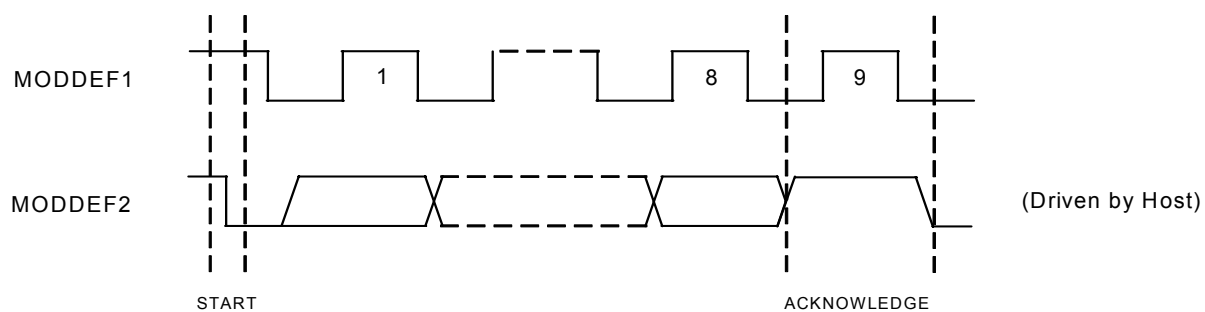 MODDEF1
1
8
9
MODDEF2
(Driven by Host)
START
ACKNOWLEDGE